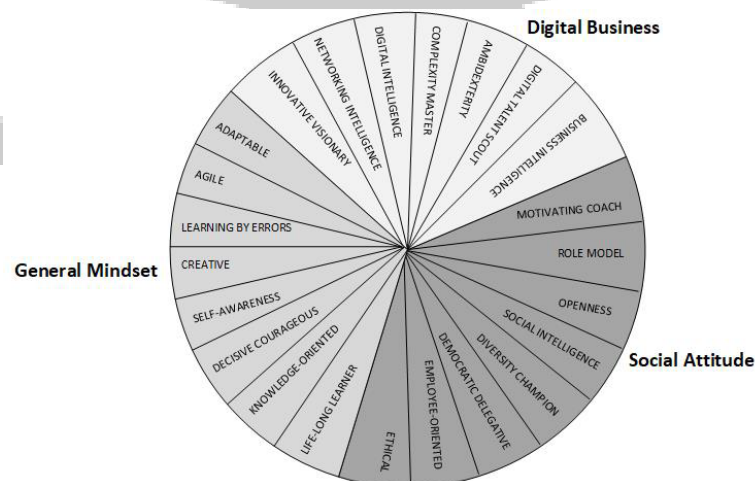 Digital Business
INNOVATIVE VISIONARY
NETWORKING INTELLIGENCE
DIGITAL INTELLIGENCE
COMPLEXITY MASTER
AMBIDEXTERITY
DIGITAL TALENT SCOUT
BUSINESS INTELLIGENCE
MOTIVATING COACH
ROLE MODEL
OPENNESS
SOCIAL INTELLIGENCE
DIVERSITY CHAMPION
DEMOCRATIC DELEGATIVE
EMPLOYEE-ORIENTED
ETHICAL
Social Attitude
LIFE-LONG LEARNER
KNOWLEDGE-ORIENTED
DECISIVE COURAGEOUS
SELF-AWARENESS
CREATIVE
LEARNING BY ERRORS
AGILE
ADAPTABLE
General Mindset